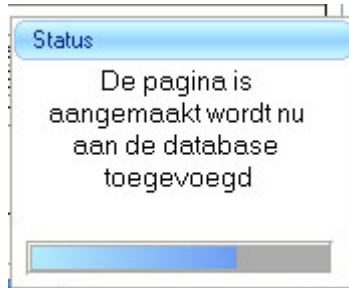 Status
De pagina is
aangemaakt wordt nu
aan de database
toegevoegd